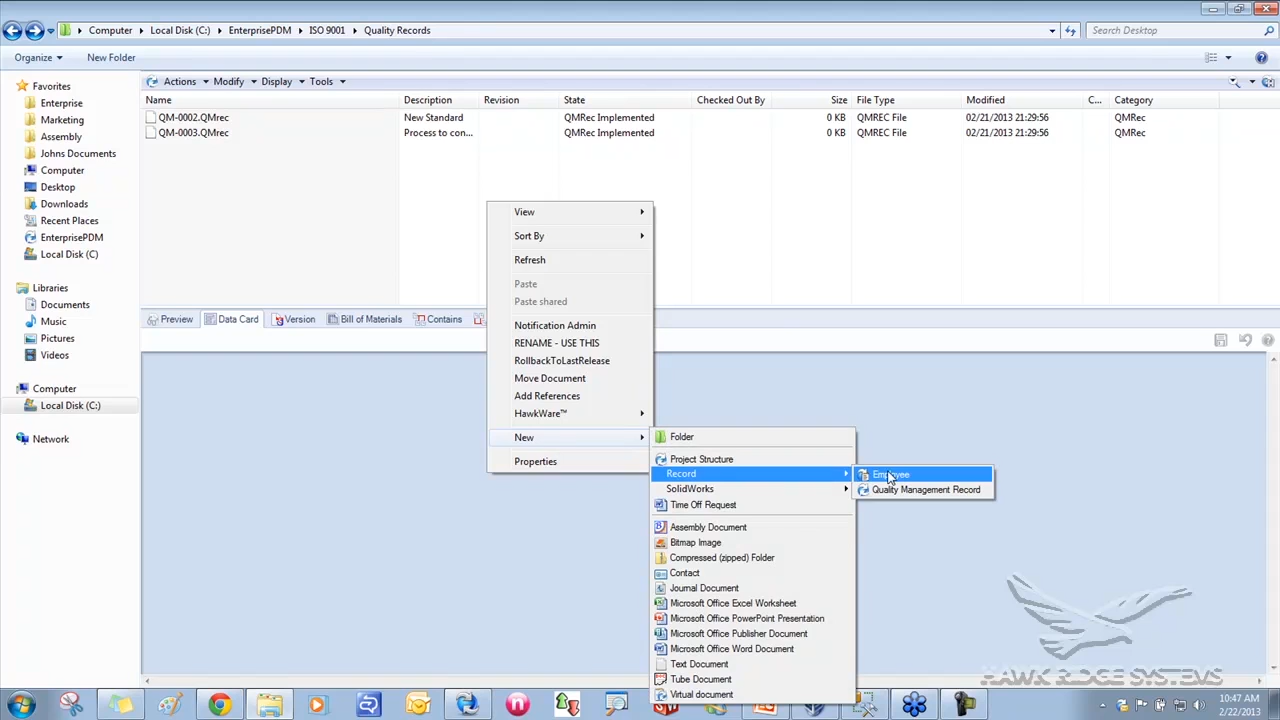 Computer Local Disk (C:) EnterprisePDM ISO 9001 Quality Records
Search Desktop
Organize New Folder
Favorites
Enterprise
Marketing
Assembly
Johns Documents
Computer
Desktop
Downloads
Recent Places
EnterprisePDM
Local Disk (C)
Libraries
Documents
Music
Pictures
Videos
Computer
Local Disk (C:)
Network
Actions Modify Display Tools
Name Description Revision State Checked Out By Size File Type Modified C... Category
QM-0002.QMrec New Standard QMRec Implemented 0 KB QMREC File 02/21/2013 21:29:56 QMRec
QM-0003.QMrec Process to con... QMRec Implemented 0 KB QMREC File 02/21/2013 21:29:56 QMRec
Preview Data Card Version Bill of Materials Contains
View
Sort By
Refresh
Paste
Paste shared
Notification Admin
RENAME - USE THIS
RollbackToLastRelease
Move Document
Add References
HawkWare™
New
Properties
Folder
Project Structure
Record
SolidWorks
Time Off Request
Assembly Document
Bitmap Image
Compressed (zipped) Folder
Contact
Journal Document
Microsoft Office Excel Worksheet
Microsoft Office PowerPoint Presentation
Microsoft Office Publisher Document
Microsoft Office Word Document
Text Document
Tube Document
Virtual document
Employee
Quality Management Record
HAWK RIDGE SYSTEMS
10:47 AM
2/22/2013